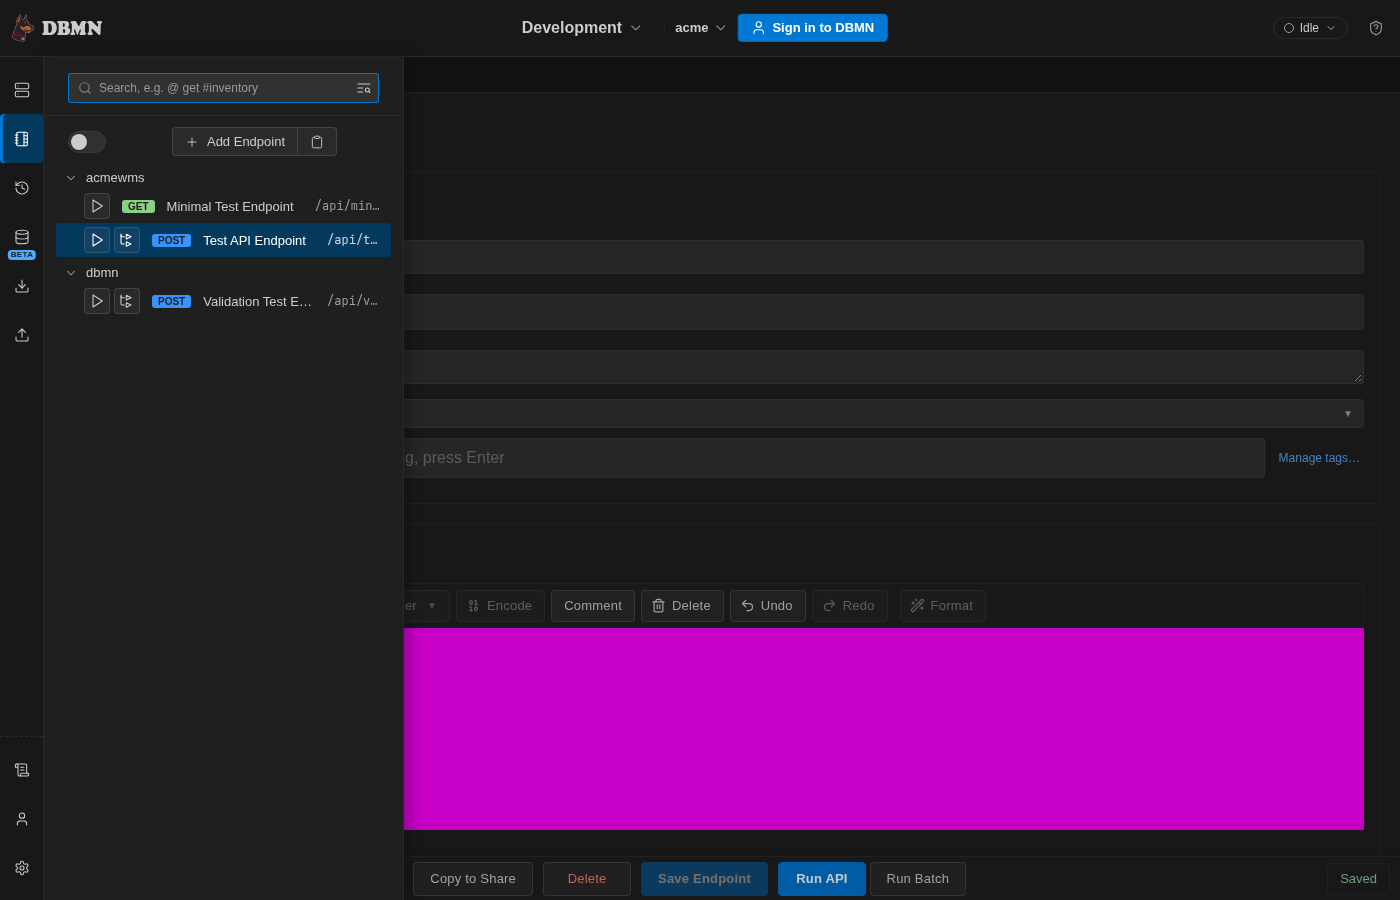 DBMN
Development
acme
Sign in to DBMN
Idle
Search, e.g. @ get #inventory
Add Endpoint
acmewms
GET Minimal Test Endpoint /api/min…
POST Test API Endpoint /api/t…
dbmn
POST Validation Test E… /api/v…
BETA
g, press Enter
Manage tags…
er
Encode
Comment
Delete
Undo
Redo
Format
Copy to Share
Delete
Save Endpoint
Run API
Run Batch
Saved